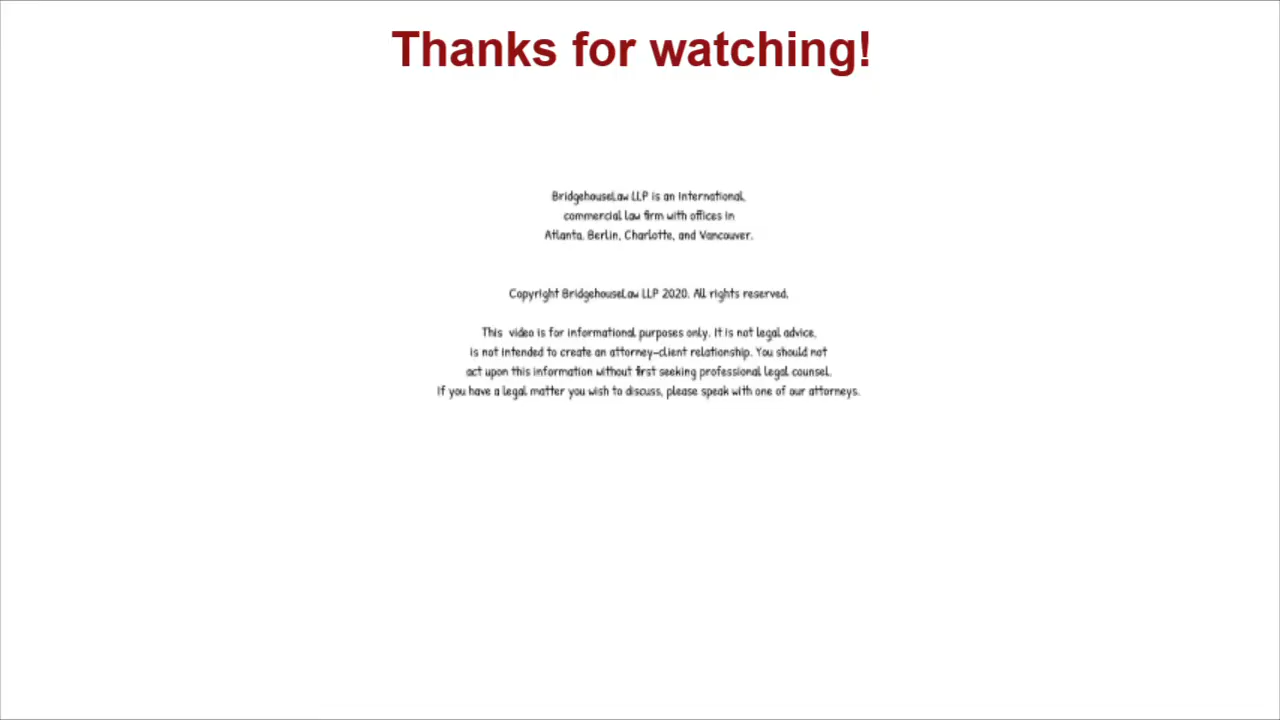 Thanks for watching!
BridgehouseLaw LLP is an international,
commercial law firm with offices in
Atlanta, Berlin, Charlotte, and Vancouver.
Copyright BridgehouseLaw LLP 2020. All rights reserved.
This video is for informational purposes only. It is not legal advice,
is not intended to create an attorney-client relationship. You should not
act upon this information without first seeking professional legal counsel.
If you have a legal matter you wish to discuss, please speak with one of our attorneys.